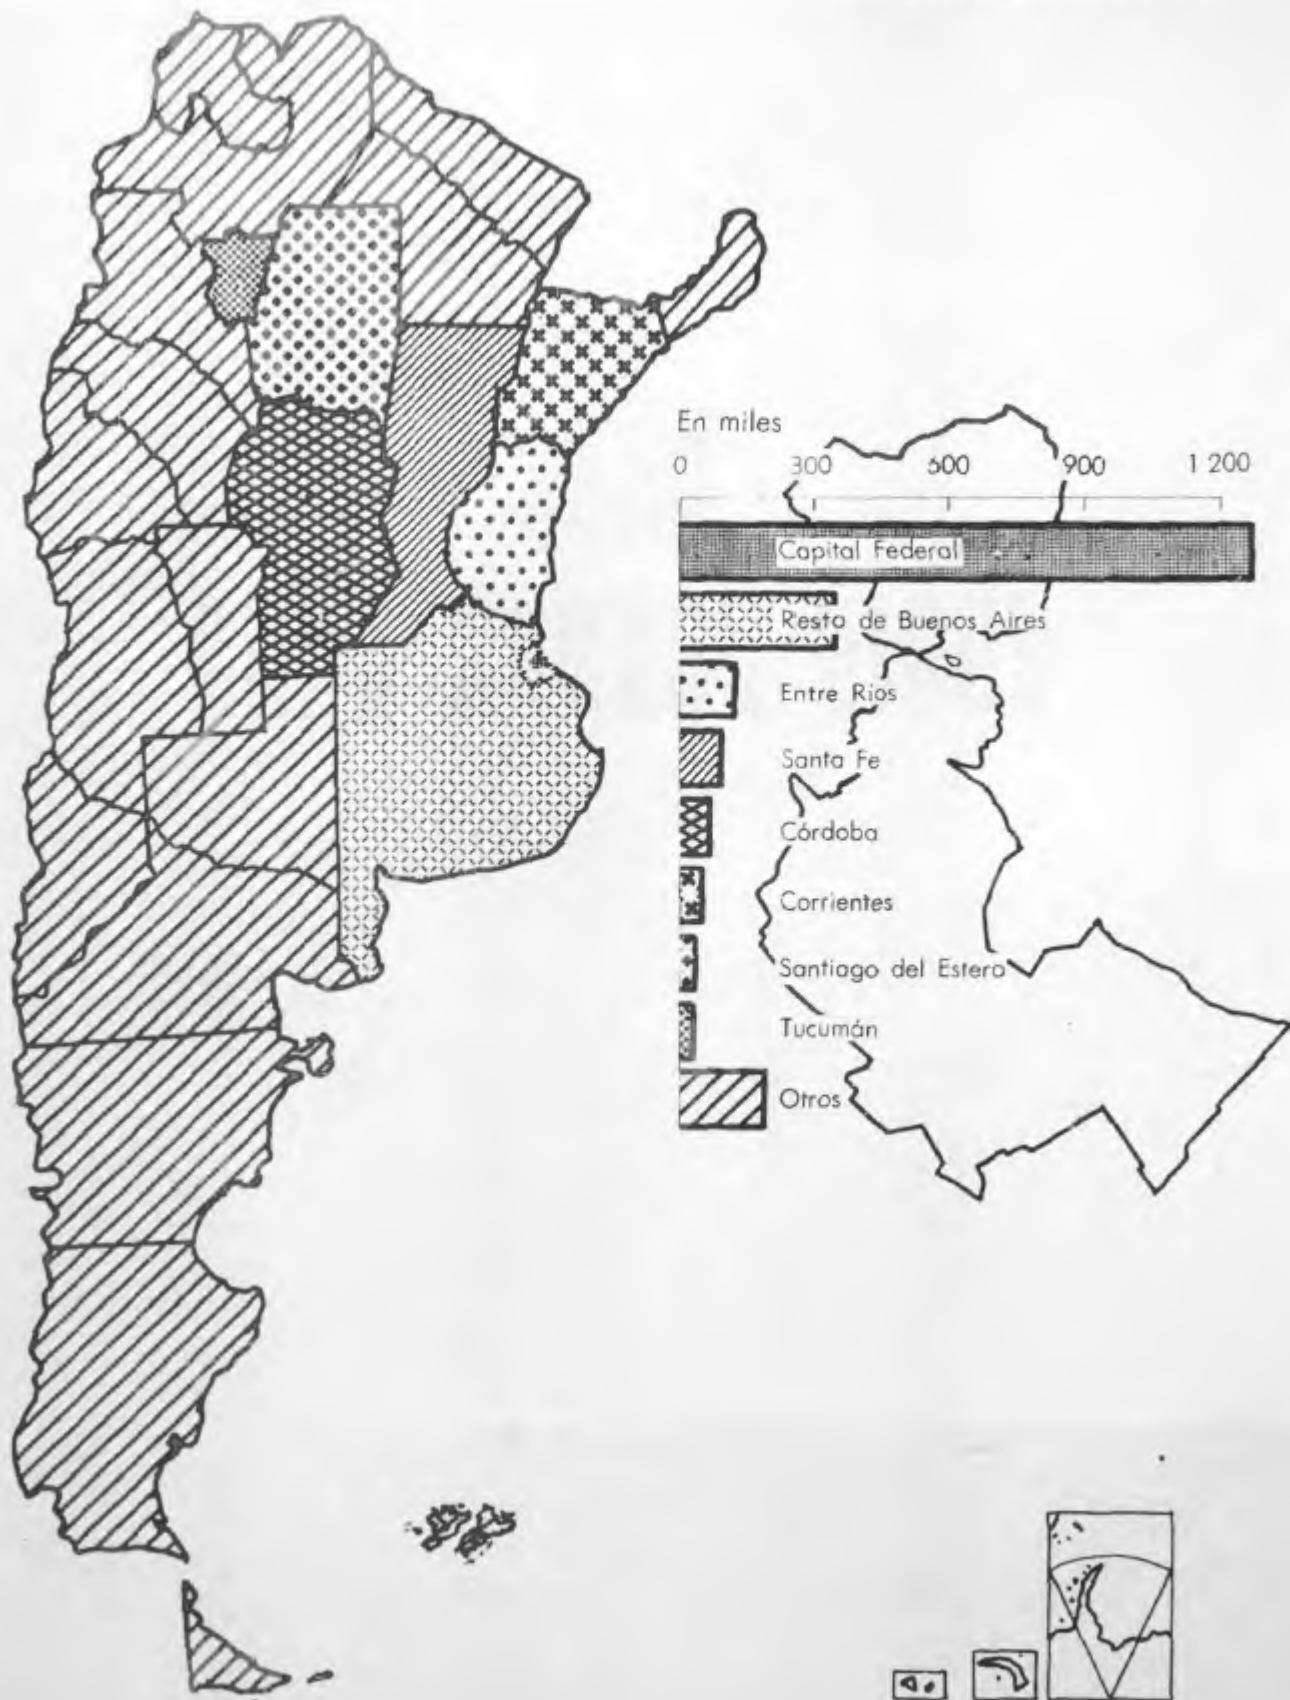 En miles
0 300 500 900 1 200
Capital Federal
Resto de Buenos Aires
Entre Ríos
Santa Fe
Córdoba
Corrientes
Santiago del Estero
Tucumán
Otros